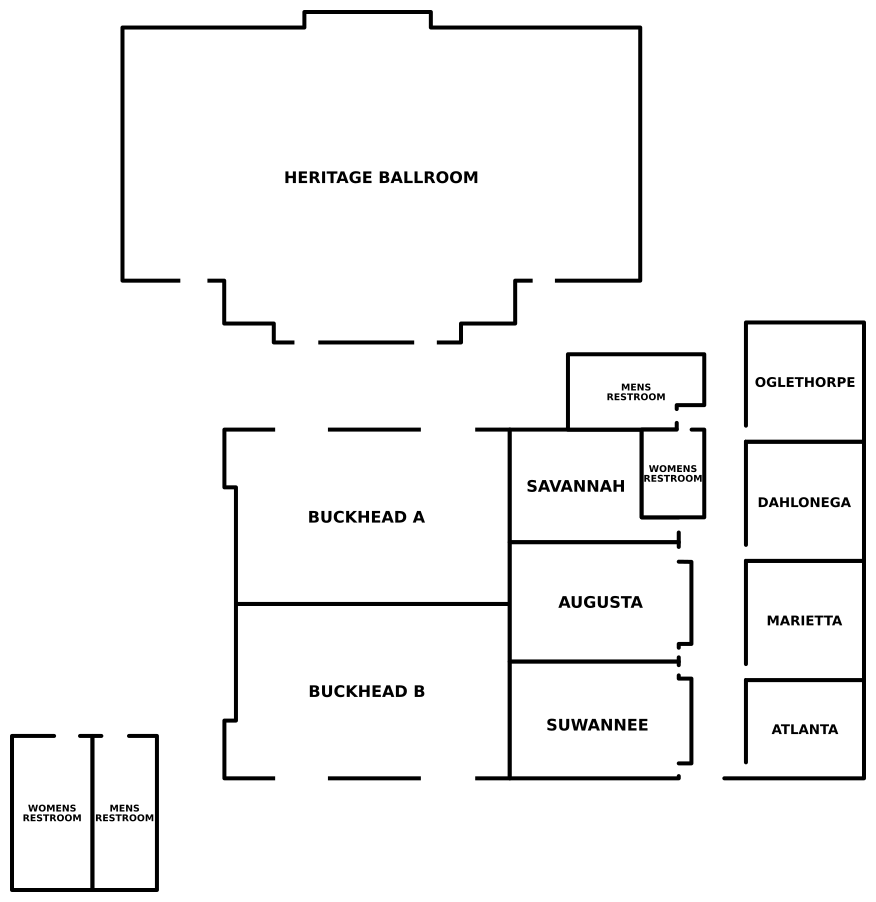 HERITAGE BALLROOM
OGLETHORPE
MENS
RESTROOM
WOMENS
RESTROOM
SAVANNAH
DAHLONEGA
BUCKHEAD A
AUGUSTA
MARIETTA
BUCKHEAD B
SUWANNEE
ATLANTA
WOMENS
RESTROOM
MENS
RESTROOM